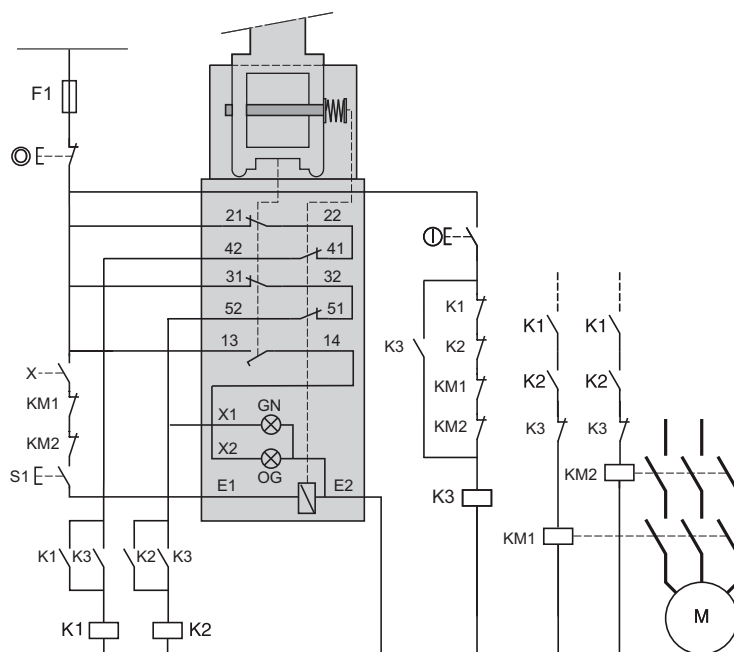 F1
21 22
42 41
31 32
52 51
13 14
K1
K1 K1
K3 K2
K2 K2
X
KM1
KM1
X1 GN
KM2
K3 K3
KM2
X2
OG
KM2
S1
E1 E2
K3
KM1
K1 K3 K2 K3
M
K1 K2